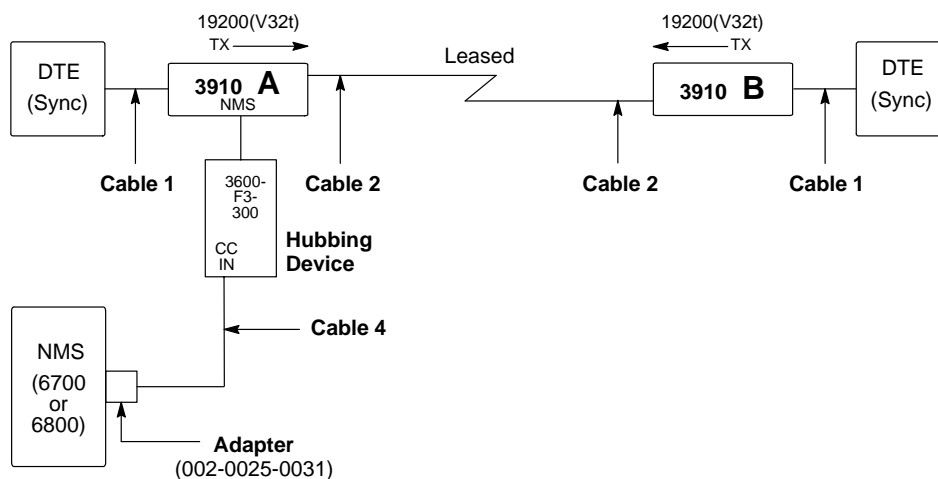 19200(V32t)
TX
19200(V32t)
TX
DTE
(Sync)
3910 A
NMS
Leased
3910 B
DTE
(Sync)
Cable 1
Cable 2
Cable 2
Cable 1
3600-
F3-
300
CC
IN
Hubbing
Device
Cable 4
NMS
(6700
or
6800)
Adapter
(002-0025-0031)